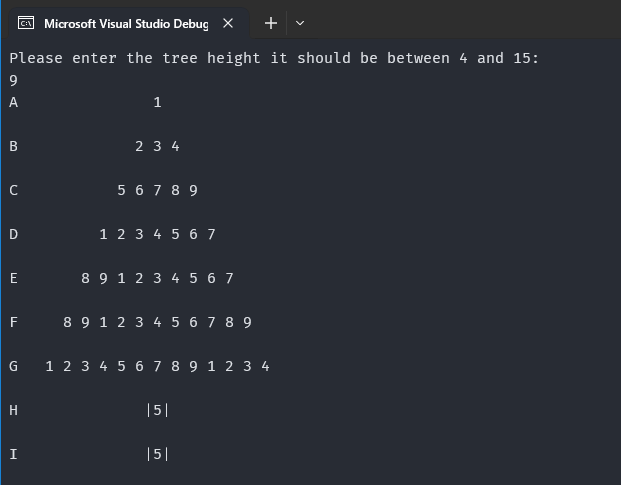 Microsoft Visual Studio Debug
Please enter the tree height it should be between 4 and 15:
9
A 1
B 2 3 4
C 5 6 7 8 9
D 1 2 3 4 5 6 7
E 8 9 1 2 3 4 5 6 7
F 8 9 1 2 3 4 5 6 7 8 9
G 1 2 3 4 5 6 7 8 9 1 2 3 4
H |5|
I |5|